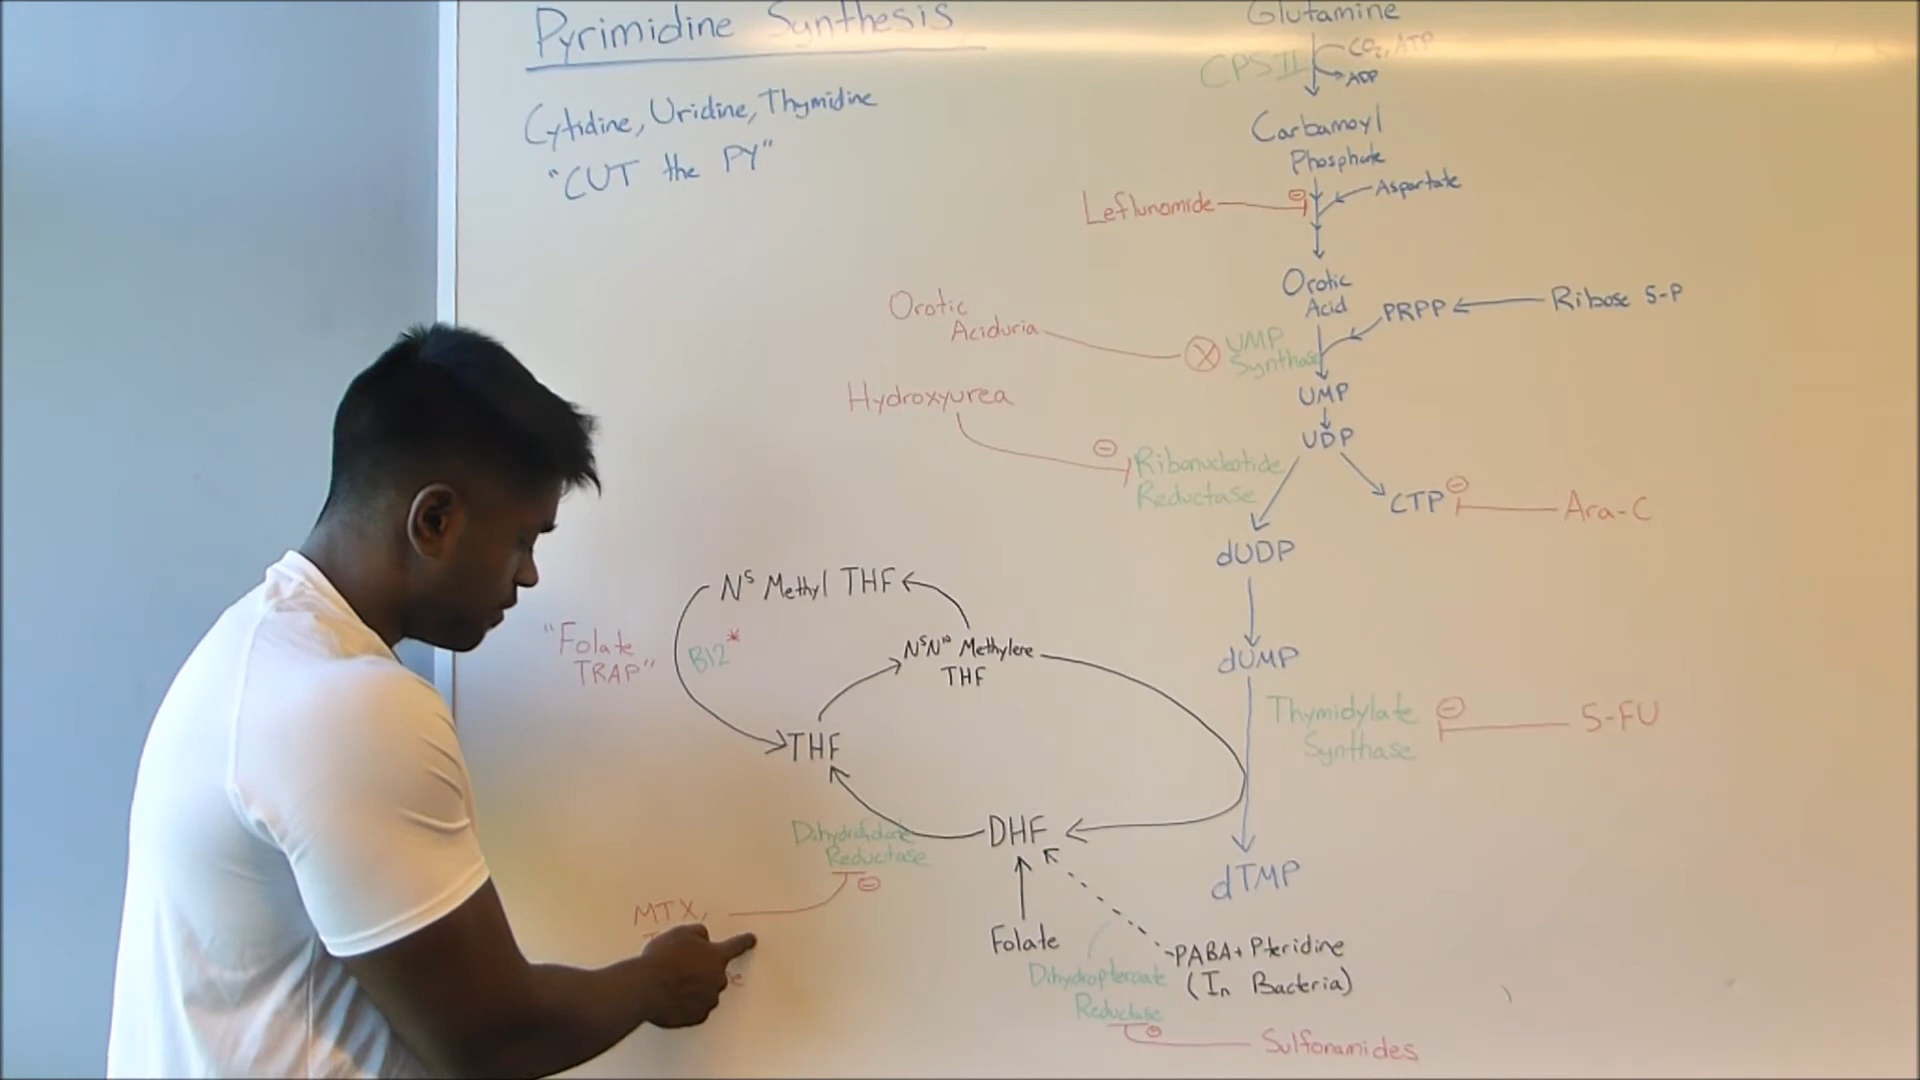 Pyrimidine Synthesis
Cytidine, Uridine, Thymidine
"CUT the PY"
Glutamine
CO₂, ATP
CPS II
ADP
Carbamoyl
Phosphate
Aspartate
Leflunomide
Orotic
Acid
PRPP
Ribose 5-P
Orotic
Aciduria
UMP
Synthase
UMP
Hydroxyurea
UDP
Ribonucleotide
Reductase
CTP
Ara-C
dUDP
N⁵ Methyl THF
"Folate
TRAP"
B12*
N⁵N¹⁰ Methylene
THF
dUMP
Thymidylate
Synthase
5-FU
THF
Dihydrofolate
Reductase
DHF
dTMP
MTX,
Folate
PABA + Pteridine
(In Bacteria)
Dihydropteroate
Reductase
Sulfonamides